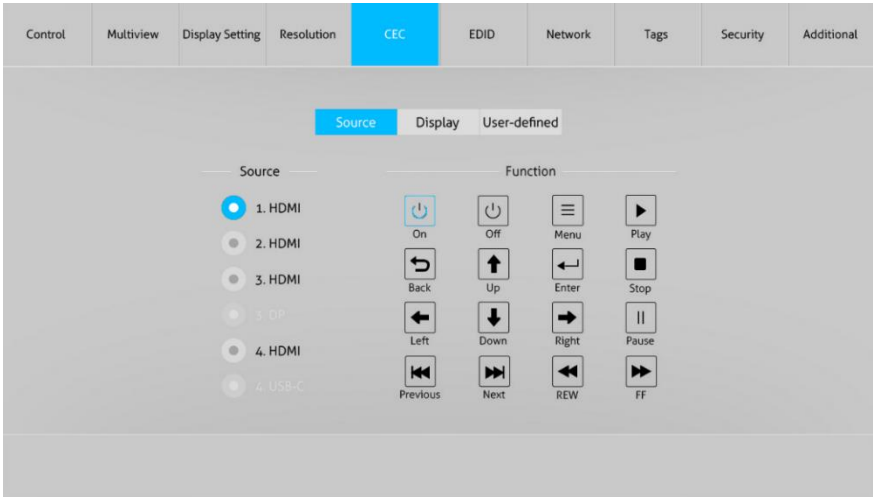 Control Multiview Display Setting Resolution CEC EDID Network Tags Security Additional
Source Display User-defined
Source
1. HDMI
2. HDMI
3. HDMI
3. DP
4. HDMI
4. USB-C
Function
On Off Menu Play
Back Up Enter Stop
Left Down Right Pause
Previous Next REW FF